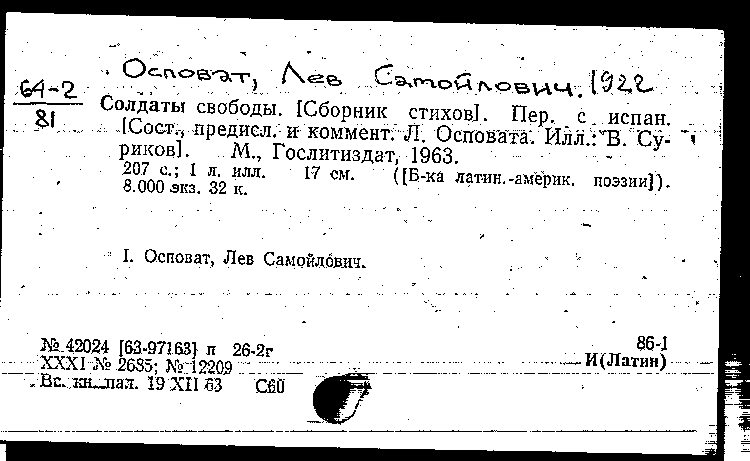 Осповат, Лев Самойлович. 1922
64-2
81
Солдаты свободы. [Сборник стихов]. Пер. с испан.
[Сост., предисл. и коммент. Л. Осповата. Илл.: В. Су-
риков]. М., Гослитиздат, 1963.
207 с.; 1 л. илл. 17 см. ([Б-ка латин.-америк. поэзии]).
8.000 экз. 32 к.
I. Осповат, Лев Самойлович.
№ 42024 [63-97163] п 26-2г
86-1
XXXI № 2635; № 12209
И(Латин)
Вс. кн. пал. 19 XII 63 С60